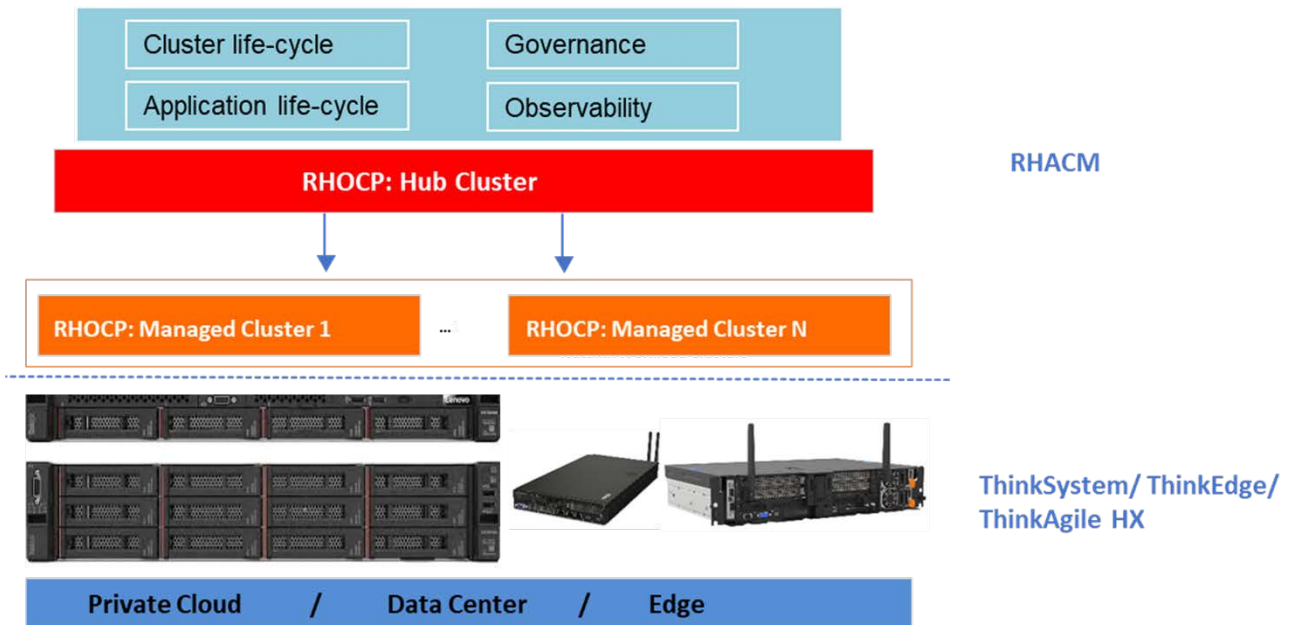 Cluster life-cycle
Governance
Application life-cycle
Observability
RHACM
RHOCP: Hub Cluster
RHOCP: Managed Cluster 1
...
RHOCP: Managed Cluster N
Lenovo
ThinkSystem/ ThinkEdge/
ThinkAgile HX
Private Cloud / Data Center / Edge